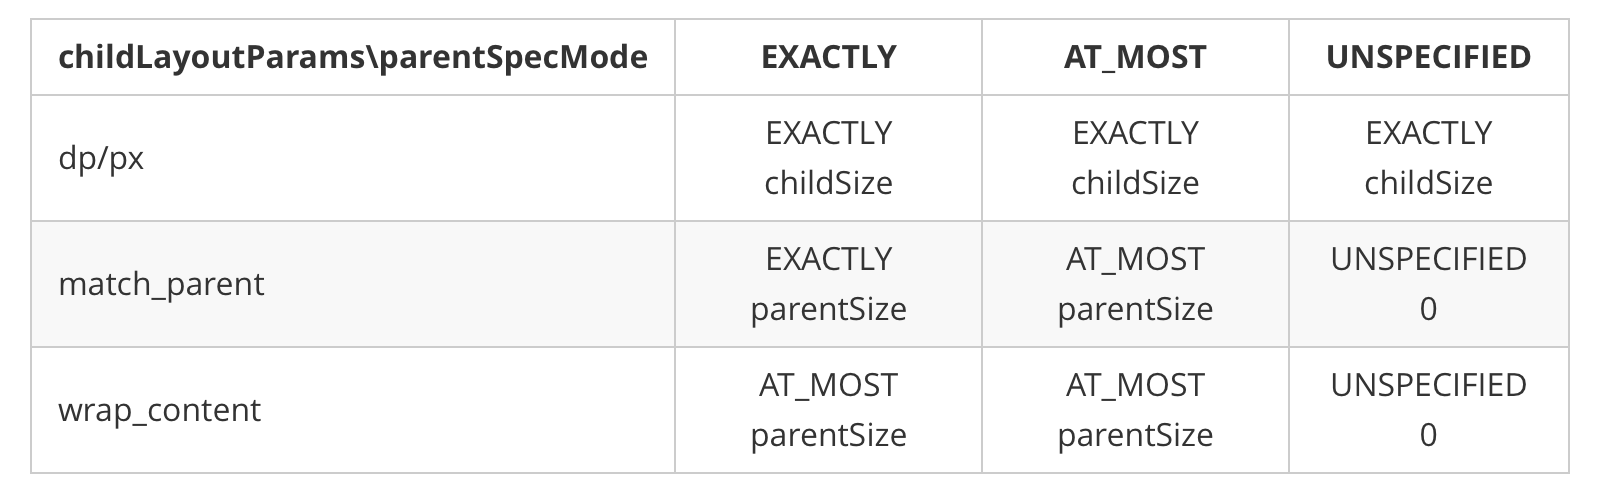 childLayoutParams\parentSpecMode EXACTLY AT_MOST UNSPECIFIED
dp/px EXACTLY childSize EXACTLY childSize EXACTLY childSize
match_parent EXACTLY parentSize AT_MOST parentSize UNSPECIFIED 0
wrap_content AT_MOST parentSize AT_MOST parentSize UNSPECIFIED 0